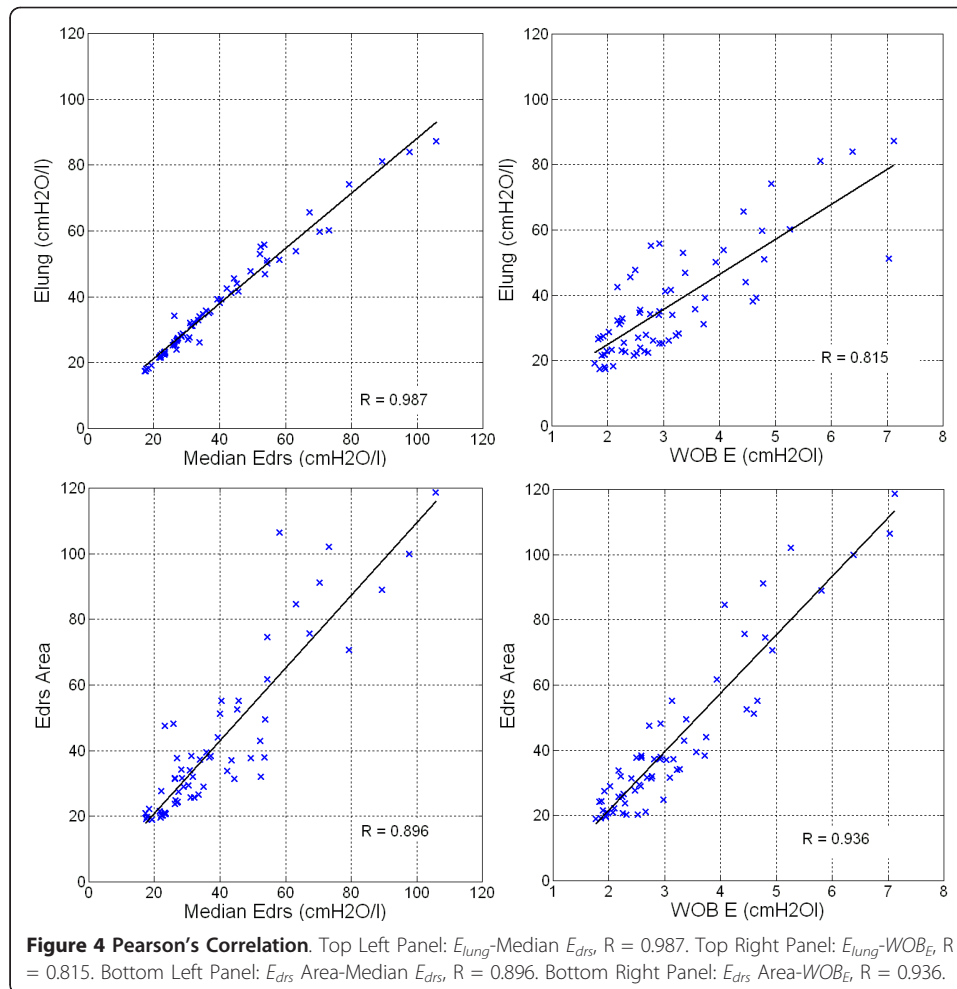 120
100
80
60
40
20
0
Elung (cmH2O/l)
R = 0.987
0 20 40 60 80 100 120
Median Edrs (cmH2O/l)
120
100
80
60
40
20
0
Elung (cmH2O/l)
R = 0.815
1 2 3 4 5 6 7 8
WOB E (cmH2Ol)
120
100
80
60
40
20
0
Edrs Area
R = 0.896
0 20 40 60 80 100 120
Median Edrs (cmH2O/l)
120
100
80
60
40
20
0
Edrs Area
R = 0.936
1 2 3 4 5 6 7 8
WOB E (cmH2Ol)
Figure 4 Pearson's Correlation. Top Left Panel: Elung-Median Edrs, R = 0.987. Top Right Panel: Elung-WOBE, R
= 0.815. Bottom Left Panel: Edrs Area-Median Edrs, R = 0.896. Bottom Right Panel: Edrs Area-WOBE, R = 0.936.